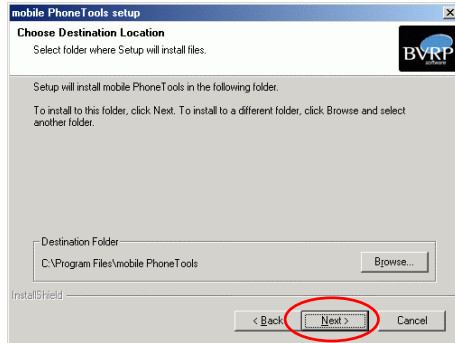 mobile PhoneTools setup
Choose Destination Location
Select folder where Setup will install files.
BVRP
software
Setup will install mobile PhoneTools in the following folder.
To install to this folder, click Next. To install to a different folder, click Browse and select
another folder.
Destination Folder
C:\Program Files\mobile PhoneTools
Browse...
InstallShield
< Back
Next >
Cancel